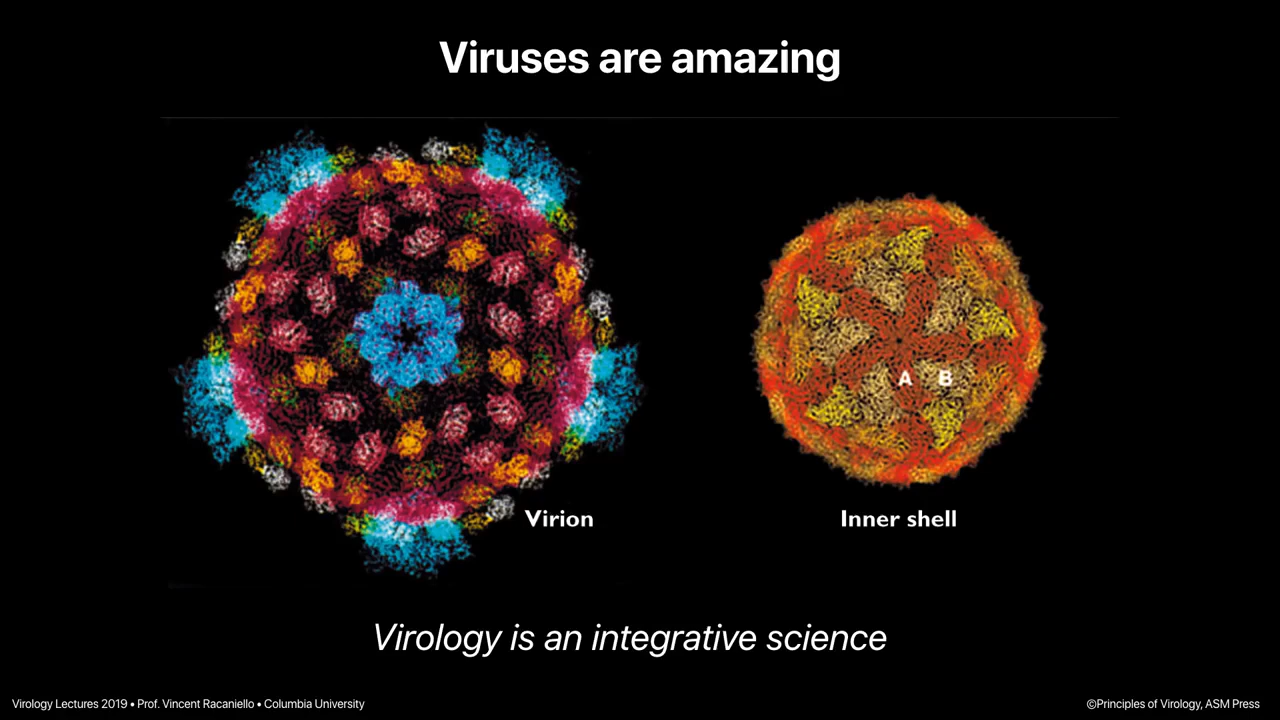 Viruses are amazing
A B
Virion
Inner shell
Virology is an integrative science
Virology Lectures 2019 • Prof. Vincent Racaniello • Columbia University
©Principles of Virology, ASM Press